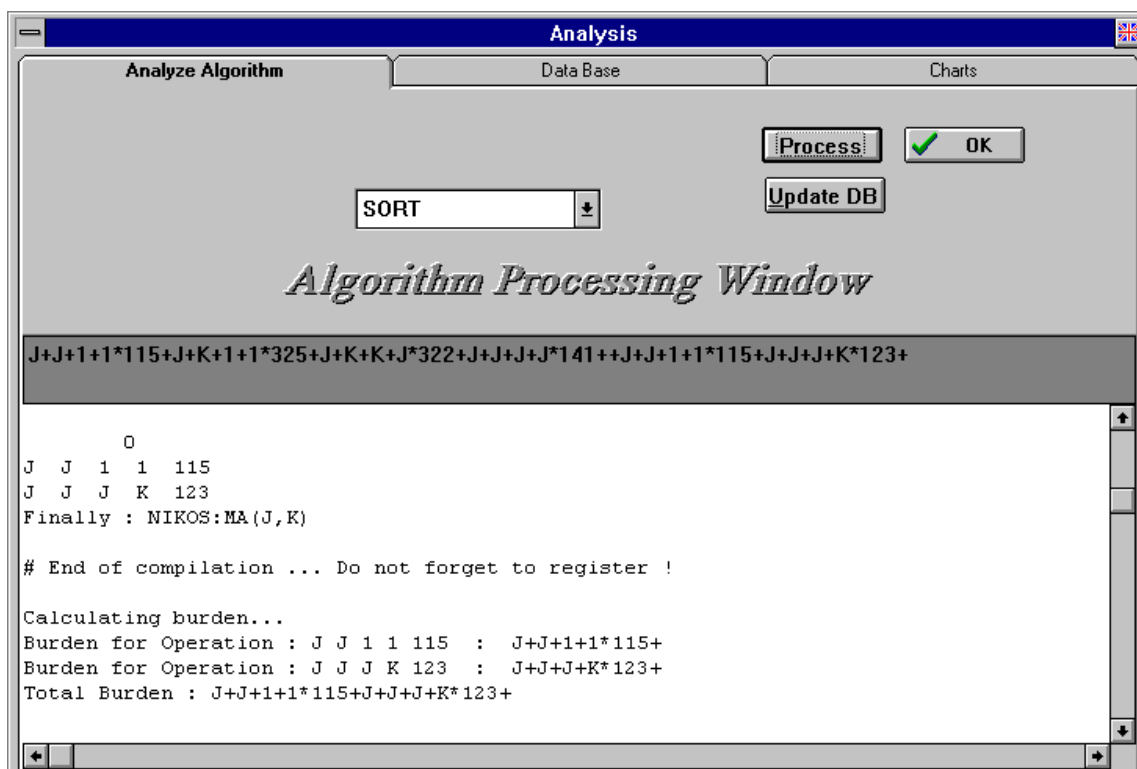 Analysis
Analyze Algorithm
Data Base
Charts
Process
OK
Update DB
SORT
Algorithm Processing Window
J+J+1+1*115+J+K+1+1*325+J+K+K+J*322+J+J+J+J*141++J+J+1+1*115+J+J+J+K*123+
O
J J 1 1 115
J J J K 123
Finally : NIKOS:MA(J,K)
# End of compilation ... Do not forget to register !
Calculating burden...
Burden for Operation : J J 1 1 115 : J+J+1+1*115+
Burden for Operation : J J J K 123 : J+J+J+K*123+
Total Burden : J+J+1+1*115+J+J+J+K*123+